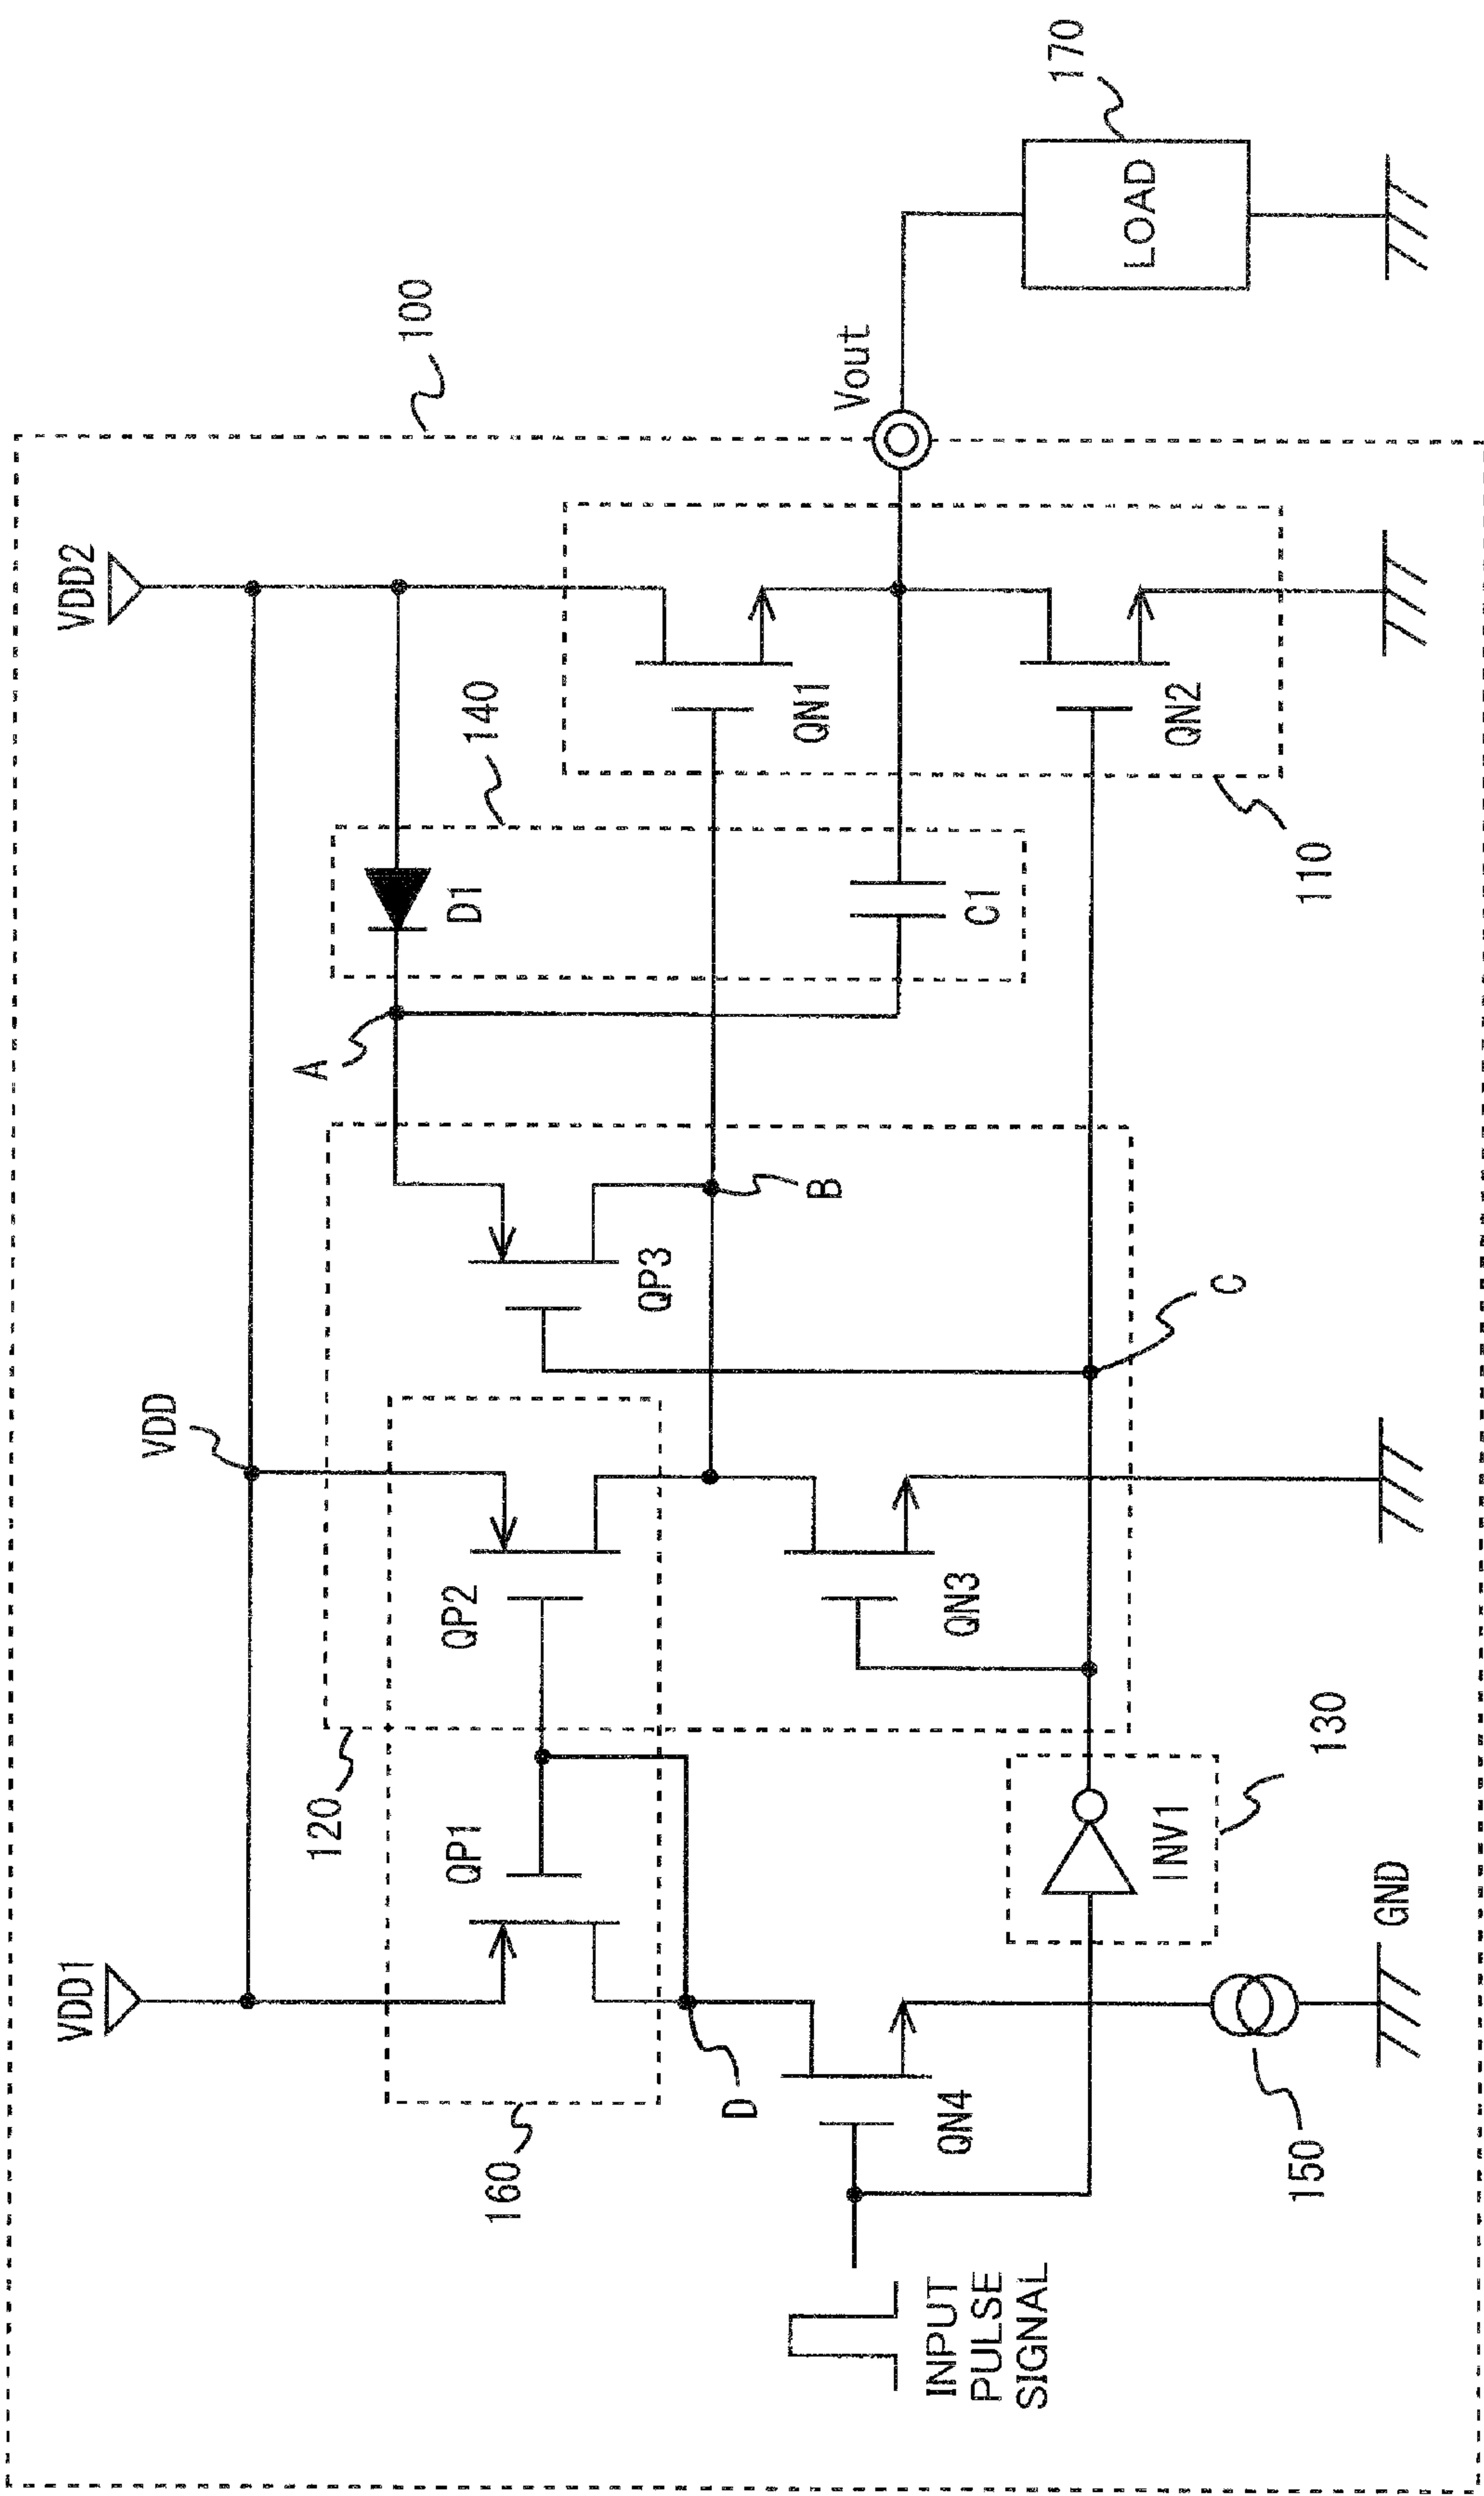 VDD1
VDD
VDD2
100
160
120
QP1
QP2
QP3
A
140
D1
D
B
QN1
Vout
170
LOAD
INPUT
PULSE
SIGNAL
QN4
QN3
C1
INV1
130
C
QN2
110
150
GND